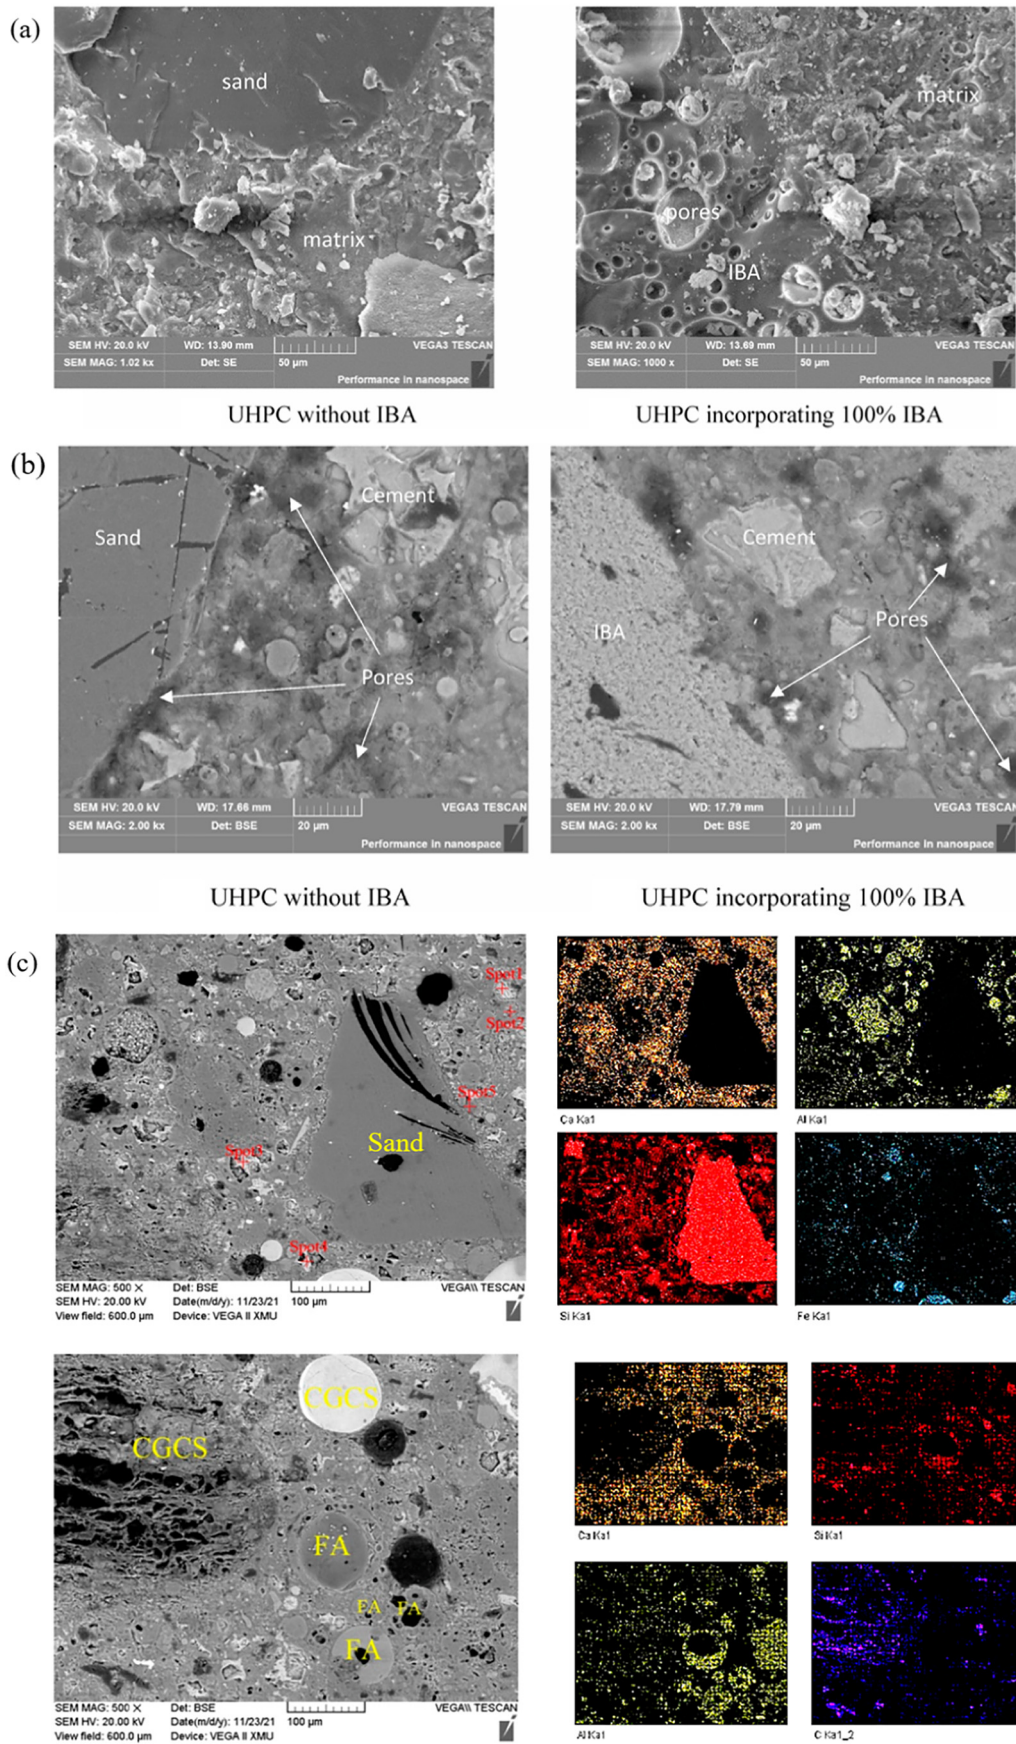 (a)
sand
matrix
SEM HV: 20.0 kV WD: 13.90 mm VEGA3 TESCAN
SEM MAG: 1.02 kx Det: SE 50 µm
Performance in nanospace
matrix
pores
IBA
SEM HV: 20.0 kV WD: 13.69 mm VEGA3 TESCAN
SEM MAG: 1000 x Det: SE 50 µm
Performance in nanospace
UHPC without IBA
UHPC incorporating 100% IBA
(b)
Cement
Sand
Pores
SEM HV: 20.0 kV WD: 17.66 mm VEGA3 TESCAN
SEM MAG: 2.00 kx Det: BSE 20 µm
Performance in nanospace
Cement
Pores
IBA
SEM HV: 20.0 kV WD: 17.79 mm VEGA3 TESCAN
SEM MAG: 2.00 kx Det: BSE 20 µm
Performance in nanospace
UHPC without IBA
UHPC incorporating 100% IBA
(c)
Spot1
Spot2
Spot5
Sand
Spot3
Spot4
SEM MAG: 500 X Det: BSE VEGA\\ TESCAN
SEM HV: 20.00 kV Date(m/d/y): 11/23/21 100 µm
View field: 600.0 µm Device: VEGA II XMU
Ca Ka1
Al Ka1
Si Ka1
Fe Ka1
CGCS
CGCS
FA
FA
FA
FA
SEM MAG: 500 X Det: BSE VEGA\\ TESCAN
SEM HV: 20.00 kV Date(m/d/y): 11/23/21 100 µm
View field: 600.0 µm Device: VEGA II XMU
Ca Ka1
Si Ka1
Al Ka1
C Ka1_2